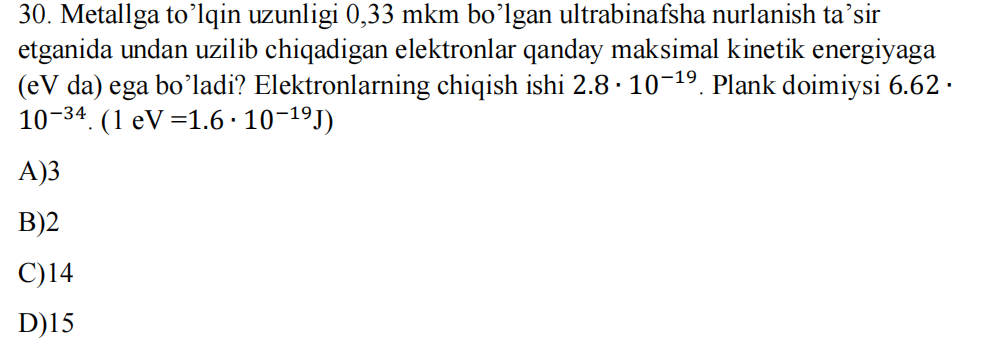 30. Metallga to’lqin uzunligi 0,33 mkm bo’lgan ultrabinafsha nurlanish ta’sir
etganida undan uzilib chiqadigan elektronlar qanday maksimal kinetik energiyaga
(eV da) ega bo’ladi? Elektronlarning chiqish ishi 2.8 · 10⁻¹⁹. Plank doimiysi 6.62 ·
10⁻³⁴. (1 eV =1.6 · 10⁻¹⁹J)
A)3
B)2
C)14
D)15